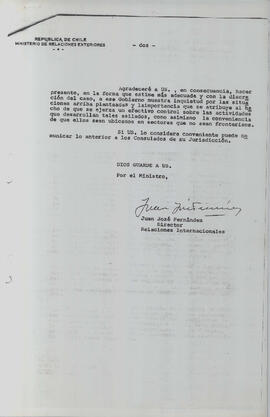 REPUBLICA DE CHILE
MINISTERIO DE RELACIONES EXTERIORES
- dos -
Agradeceré a US. , en consecuencia, hacer
presente, en la forma que estime más adecuada y con la discre
ción del caso, a ese Gobierno nuestra inquietud por las situa
ciones arriba planteadas y la importancia que se atribuye al he
cho de que se ejerza un efectivo control sobre las actividades
que desarrollan tales asilados, como asimismo la conveniencia
de que ellos sean ubicados en sectores que no sean fronterizos.
Si US. lo considera conveniente puede co
municar lo anterior a los Consulados de su Jurisdicción.
DIOS GUARDE A US.
Por el Ministro,
Juan José Fernández
Director
Relaciones Internacionales